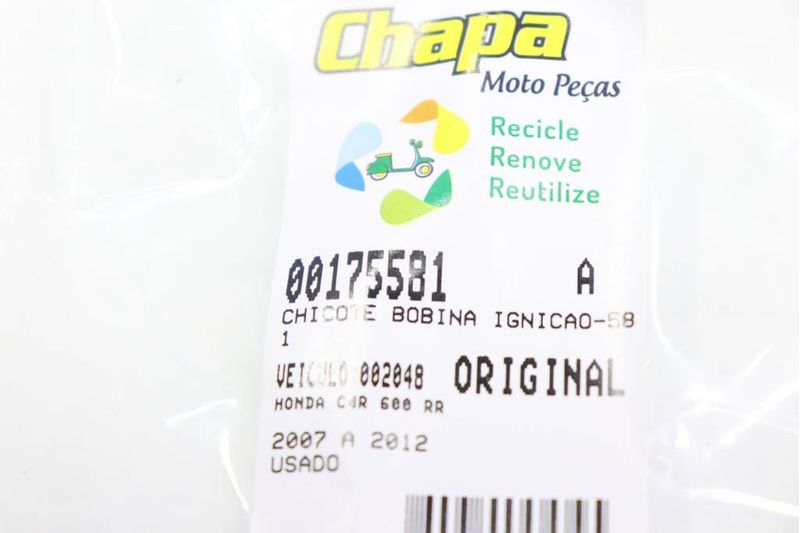 Chapa
Moto Peças
Recicle
Renove
Reutilize
00175581 A
CHICOTE BOBINA IGNICAO-58
1
VEICULO 002048 ORIGINAL
HONDA CBR 600 RR
2007 A 2012
USADO